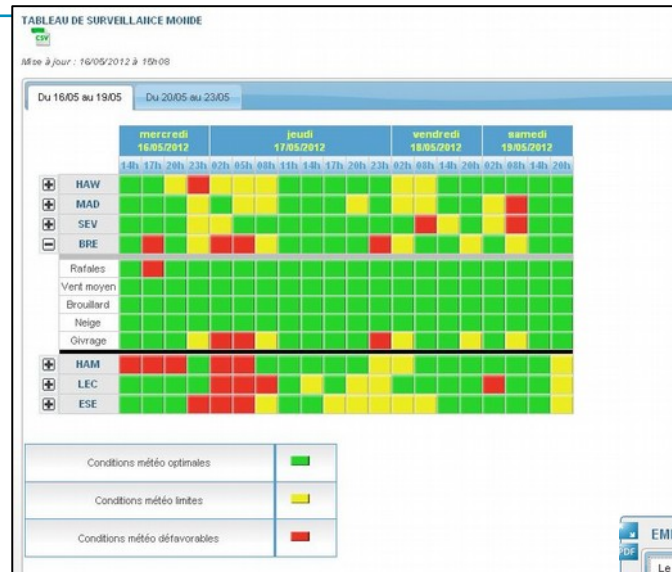 TABLEAU DE SURVEILLANCE MONDE
CSV
Mise à jour : 16/05/2012 à 15h08
Du 16/05 au 19/05 Du 20/05 au 23/05
mercredi jeudi vendredi samedi
16/05/2012 17/05/2012 18/05/2012 19/05/2012
14h 17h 20h 23h 02h 05h 08h 11h 14h 17h 20h 23h 02h 08h 14h 20h 02h 08h 14h 20h
HAW
MAD
SEV
BRE
Rafales
Vent moyen
Brouillard
Neige
Givrage
HAM
LEC
ESE
Conditions météo optimales
Conditions météo limites
Conditions météo défavorables
EM
PDF
Le